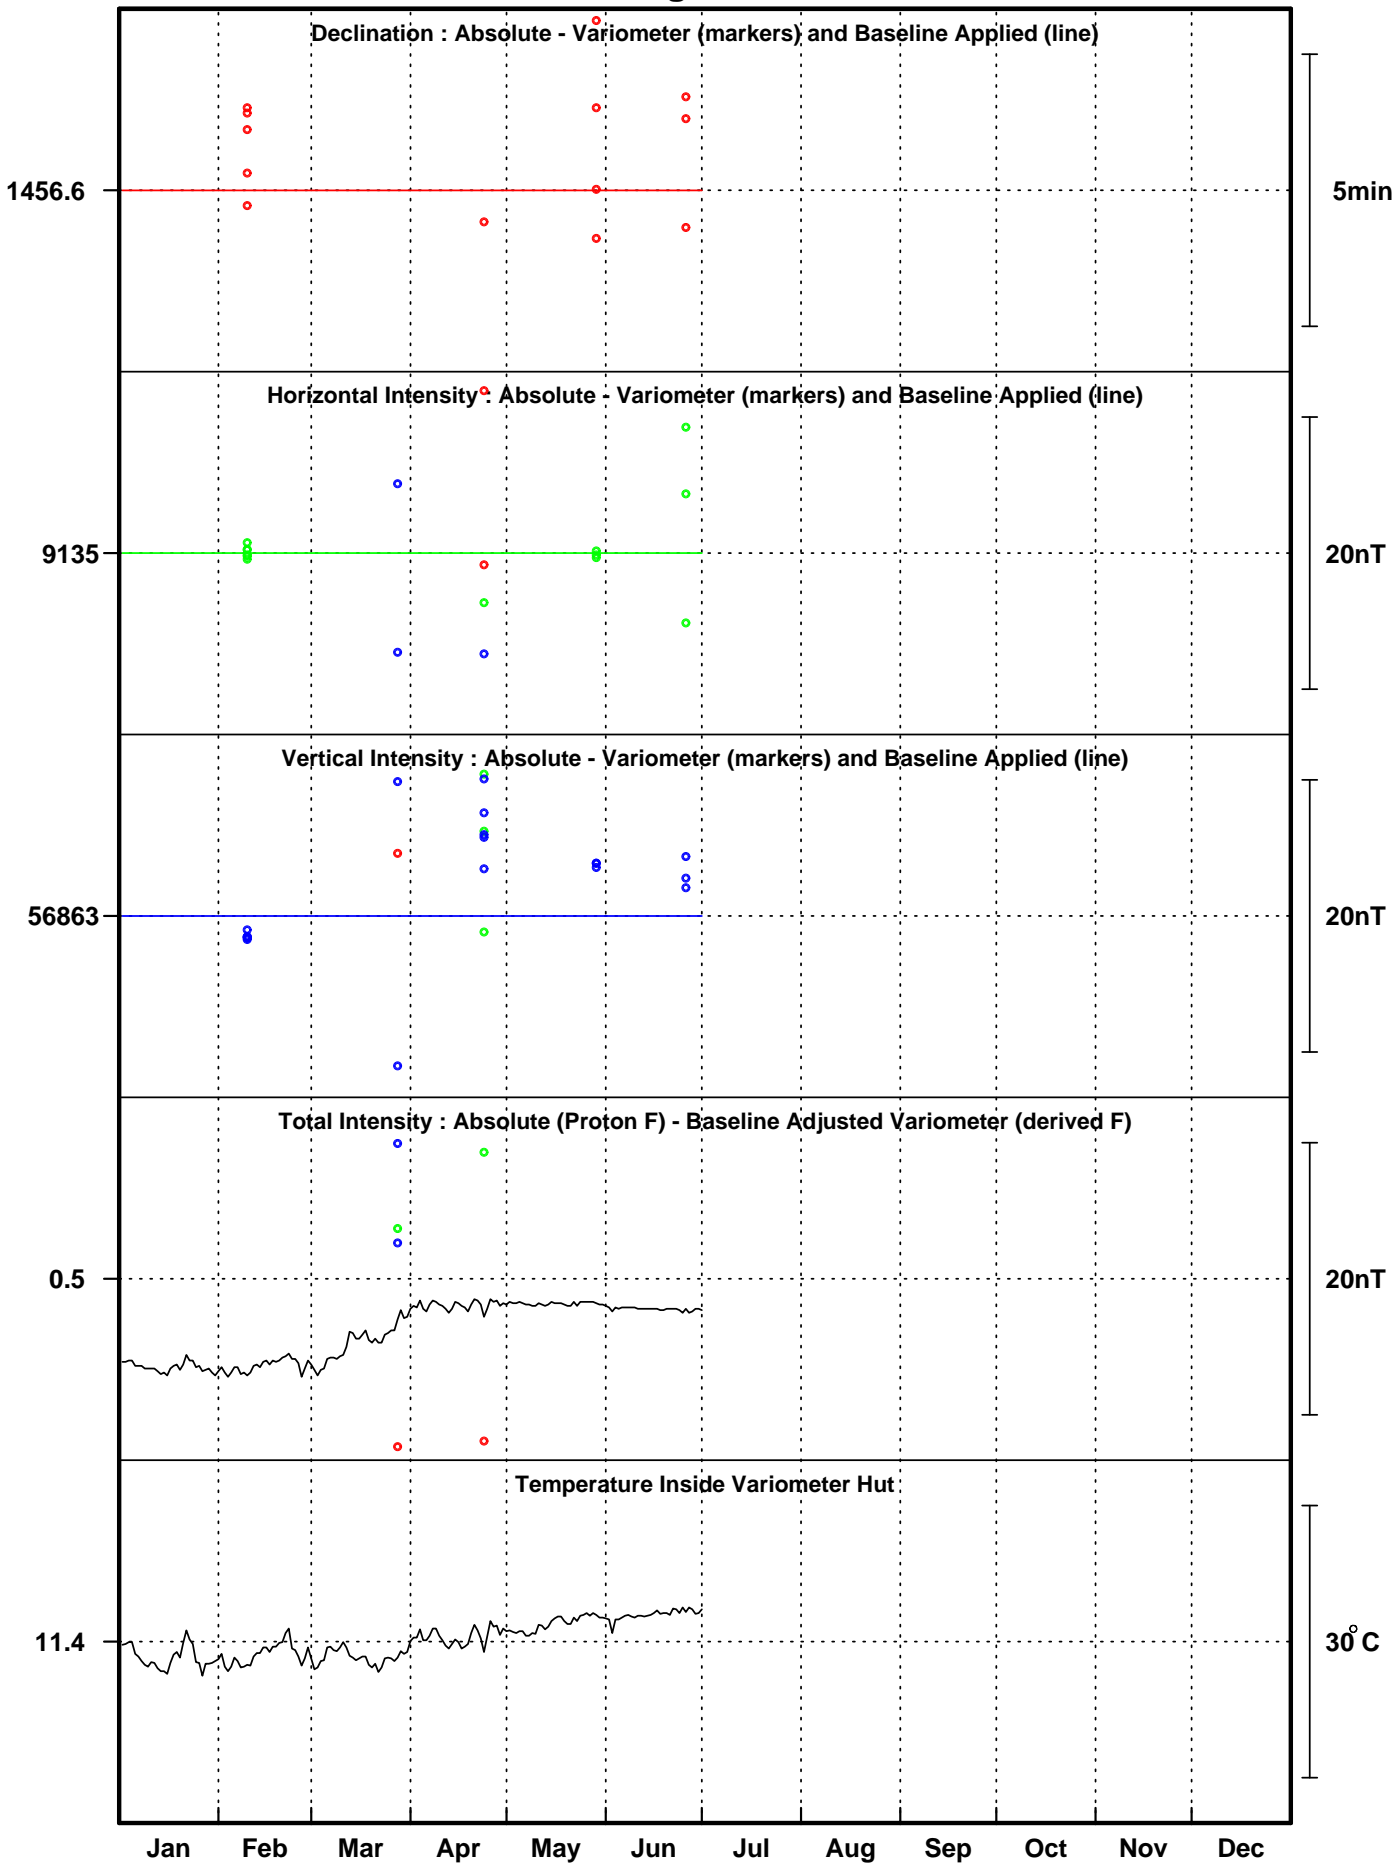 Declination : Absolute - Variometer (markers) and Baseline Applied (line)
1456.6
5min
Horizontal Intensity : Absolute - Variometer (markers) and Baseline Applied (line)
9135
20nT
Vertical Intensity : Absolute - Variometer (markers) and Baseline Applied (line)
56863
20nT
Total Intensity : Absolute (Proton F) - Baseline Adjusted Variometer (derived F)
0.5
20nT
Temperature Inside Variometer Hut
11.4
30°C
Jan Feb Mar Apr May Jun Jul Aug Sep Oct Nov Dec